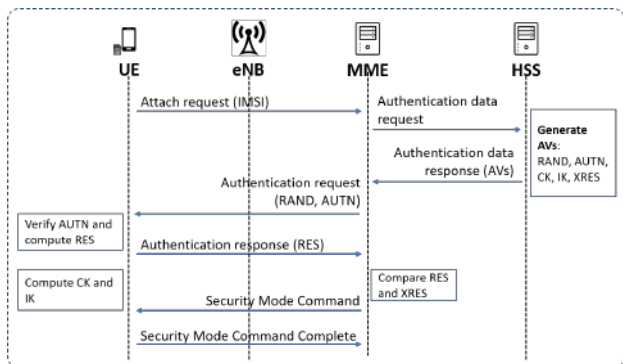 UE
eNB
MME
HSS
Attach request (IMSI)
Authentication data
request
Generate
AVs:
RAND, AUTN,
CK, IK, XRES
Authentication data
response (AVs)
Authentication request
(RAND, AUTN)
Verify AUTN and
compute RES
Authentication response (RES)
Compare RES
and XRES
Compute CK and
IK
Security Mode Command
Security Mode Command Complete